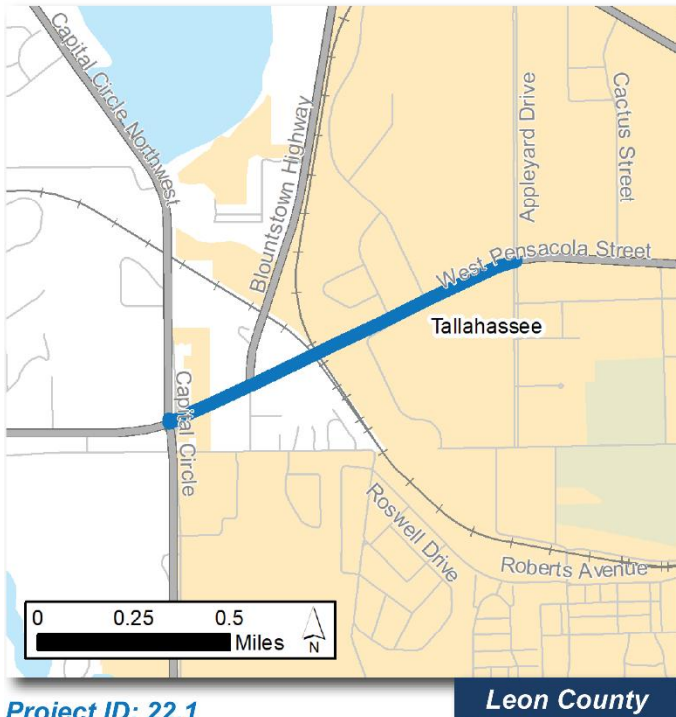 Capital Circle Northwest
Blountstown Highway
Appleyard Drive
Cactus Street
West Pensacola Street
Tallahassee
Capital Circle
Roswell Drive
Roberts Avenue
0 0.25 0.5
Miles
N
Project ID: 22.1
Leon County